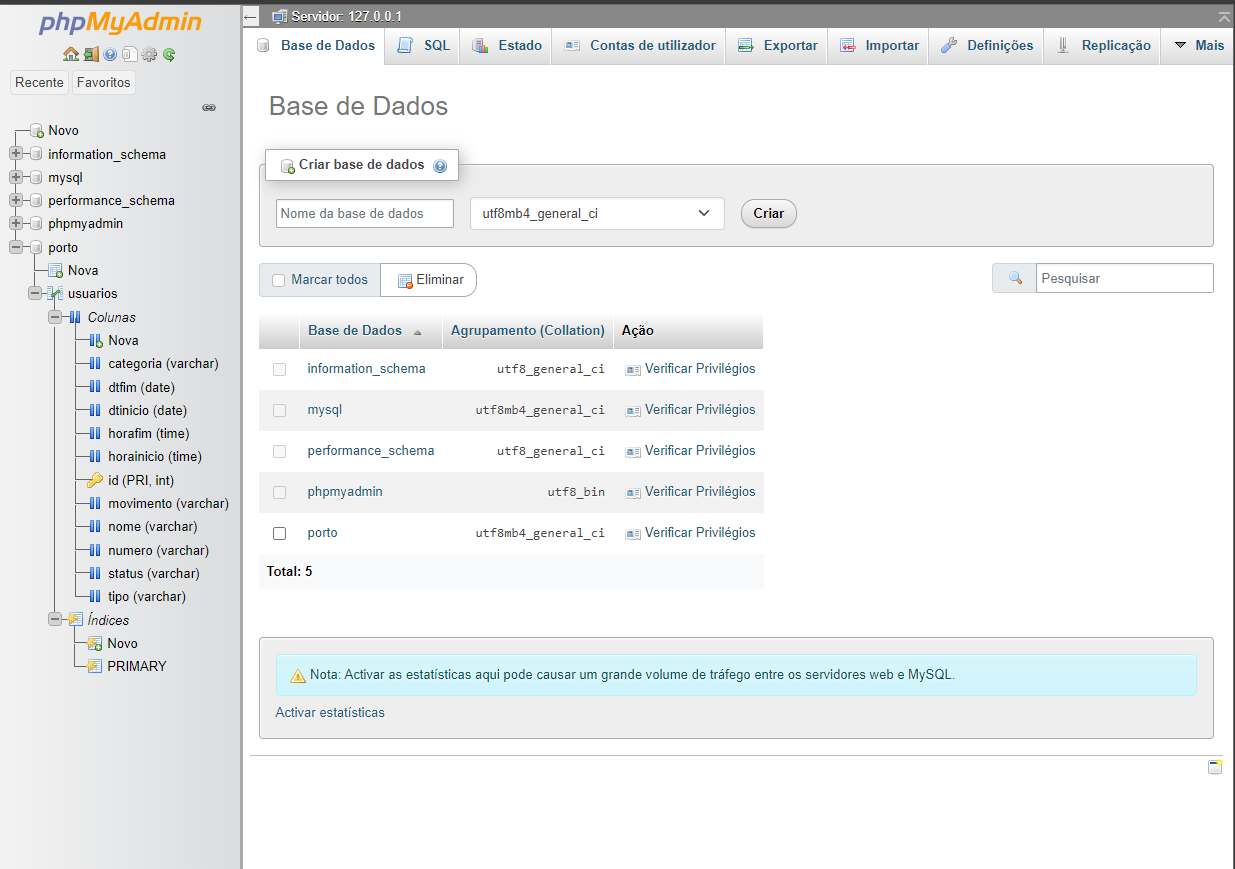 phpMyAdmin
Recente Favoritos
Novo
information_schema
mysql
performance_schema
phpmyadmin
porto
Nova
usuarios
Colunas
Nova
categoria (varchar)
dtfim (date)
dtinicio (date)
horafim (time)
horainicio (time)
id (PRI, int)
movimento (varchar)
nome (varchar)
numero (varchar)
status (varchar)
tipo (varchar)
Índices
Novo
PRIMARY
Servidor: 127.0.0.1
Base de Dados SQL Estado Contas de utilizador Exportar Importar Definições Replicação Mais
Base de Dados
Criar base de dados
Nome da base de dados utf8mb4_general_ci Criar
Marcar todos Eliminar Pesquisar
Base de Dados Agrupamento (Collation) Ação
information_schema utf8_general_ci Verificar Privilégios
mysql utf8mb4_general_ci Verificar Privilégios
performance_schema utf8_general_ci Verificar Privilégios
phpmyadmin utf8_bin Verificar Privilégios
porto utf8mb4_general_ci Verificar Privilégios
Total: 5
Nota: Activar as estatísticas aqui pode causar um grande volume de tráfego entre os servidores web e MySQL.
Activar estatísticas